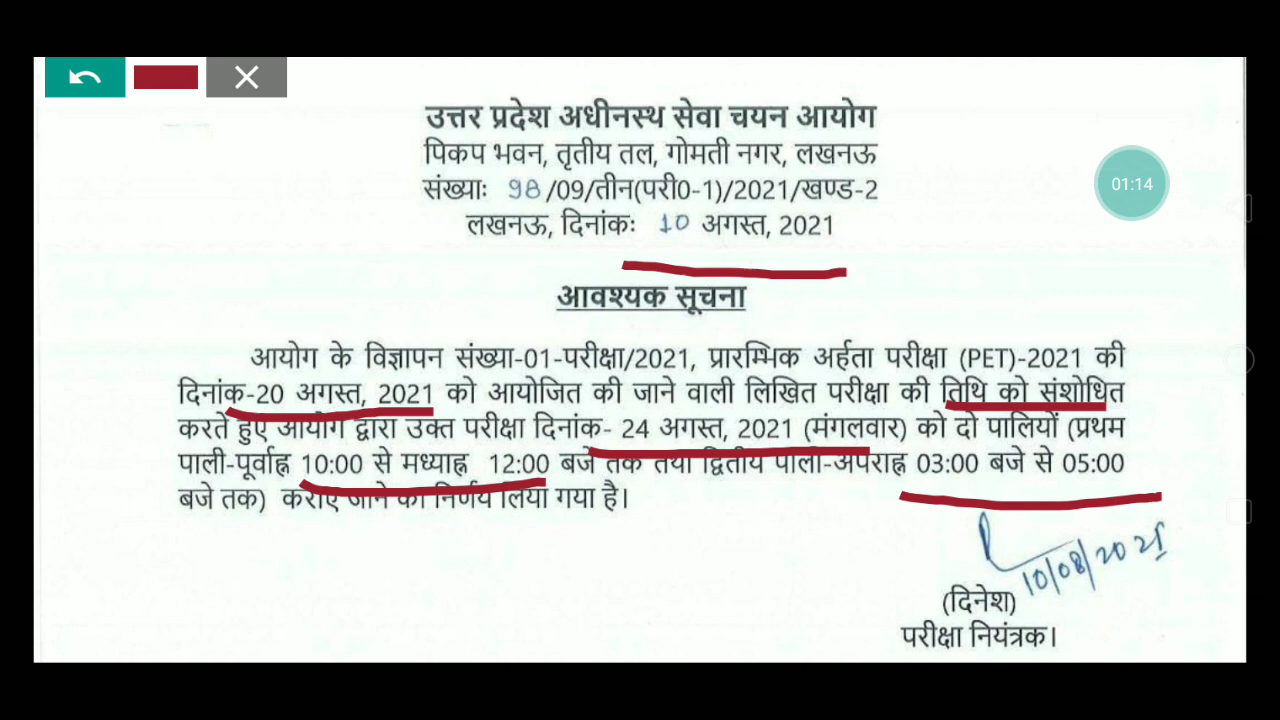 उत्तर प्रदेश अधीनस्थ सेवा चयन आयोग
पिकप भवन, तृतीय तल, गोमती नगर, लखनऊ
संख्याः 98/09/तीन(परी0-1)/2021/खण्ड-2
लखनऊ, दिनांकः 10 अगस्त, 2021
01:14
आवश्यक सूचना
आयोग के विज्ञापन संख्या-01-परीक्षा/2021, प्रारम्भिक अर्हता परीक्षा (PET)-2021 की
दिनांक-20 अगस्त, 2021 को आयोजित की जाने वाली लिखित परीक्षा की तिथि को संशोधित
करते हुए आयोग द्वारा उक्त परीक्षा दिनांक- 24 अगस्त, 2021 (मंगलवार) को दो पालियों (प्रथम
पाली-पूर्वाह्न 10:00 से मध्याह्न 12:00 बजे तक तथा द्वितीय पाली-अपराह्न 03:00 बजे से 05:00
बजे तक) कराए जाने का निर्णय लिया गया है।
10/08/2021
(दिनेश)
परीक्षा नियंत्रक।